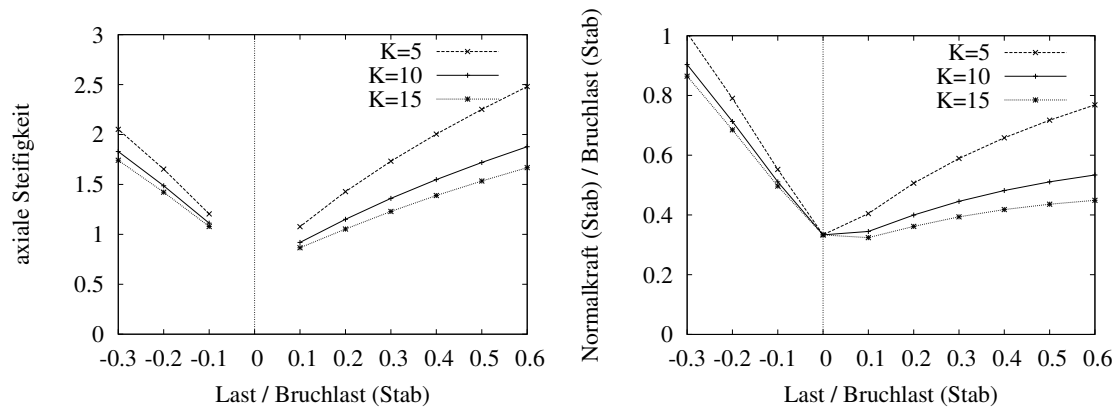 axiale Steifigkeit
3
2.5
2
1.5
1
0.5
0
K=5
K=10
K=15
-0.3 -0.2 -0.1 0 0.1 0.2 0.3 0.4 0.5 0.6
Last / Bruchlast (Stab)
Normalkraft (Stab) / Bruchlast (Stab)
1
0.8
0.6
0.4
0.2
0
K=5
K=10
K=15
-0.3 -0.2 -0.1 0 0.1 0.2 0.3 0.4 0.5 0.6
Last / Bruchlast (Stab)